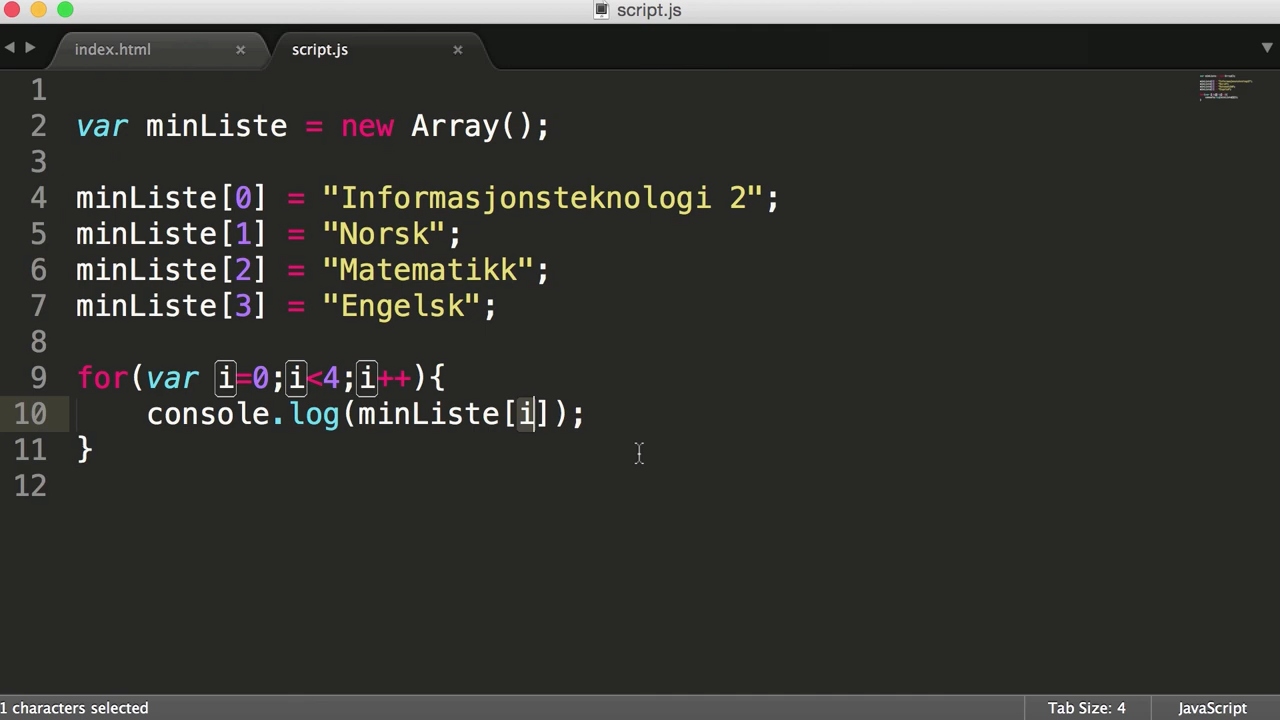 script.js
index.html × script.js ×
1
2 var minListe = new Array();
3
4 minListe[0] = "Informasjonsteknologi 2";
5 minListe[1] = "Norsk";
6 minListe[2] = "Matematikk";
7 minListe[3] = "Engelsk";
8
9 for(var i=0;i<4;i++){
10 console.log(minListe[i]);
11 }
12
1 characters selected Tab Size: 4 JavaScript